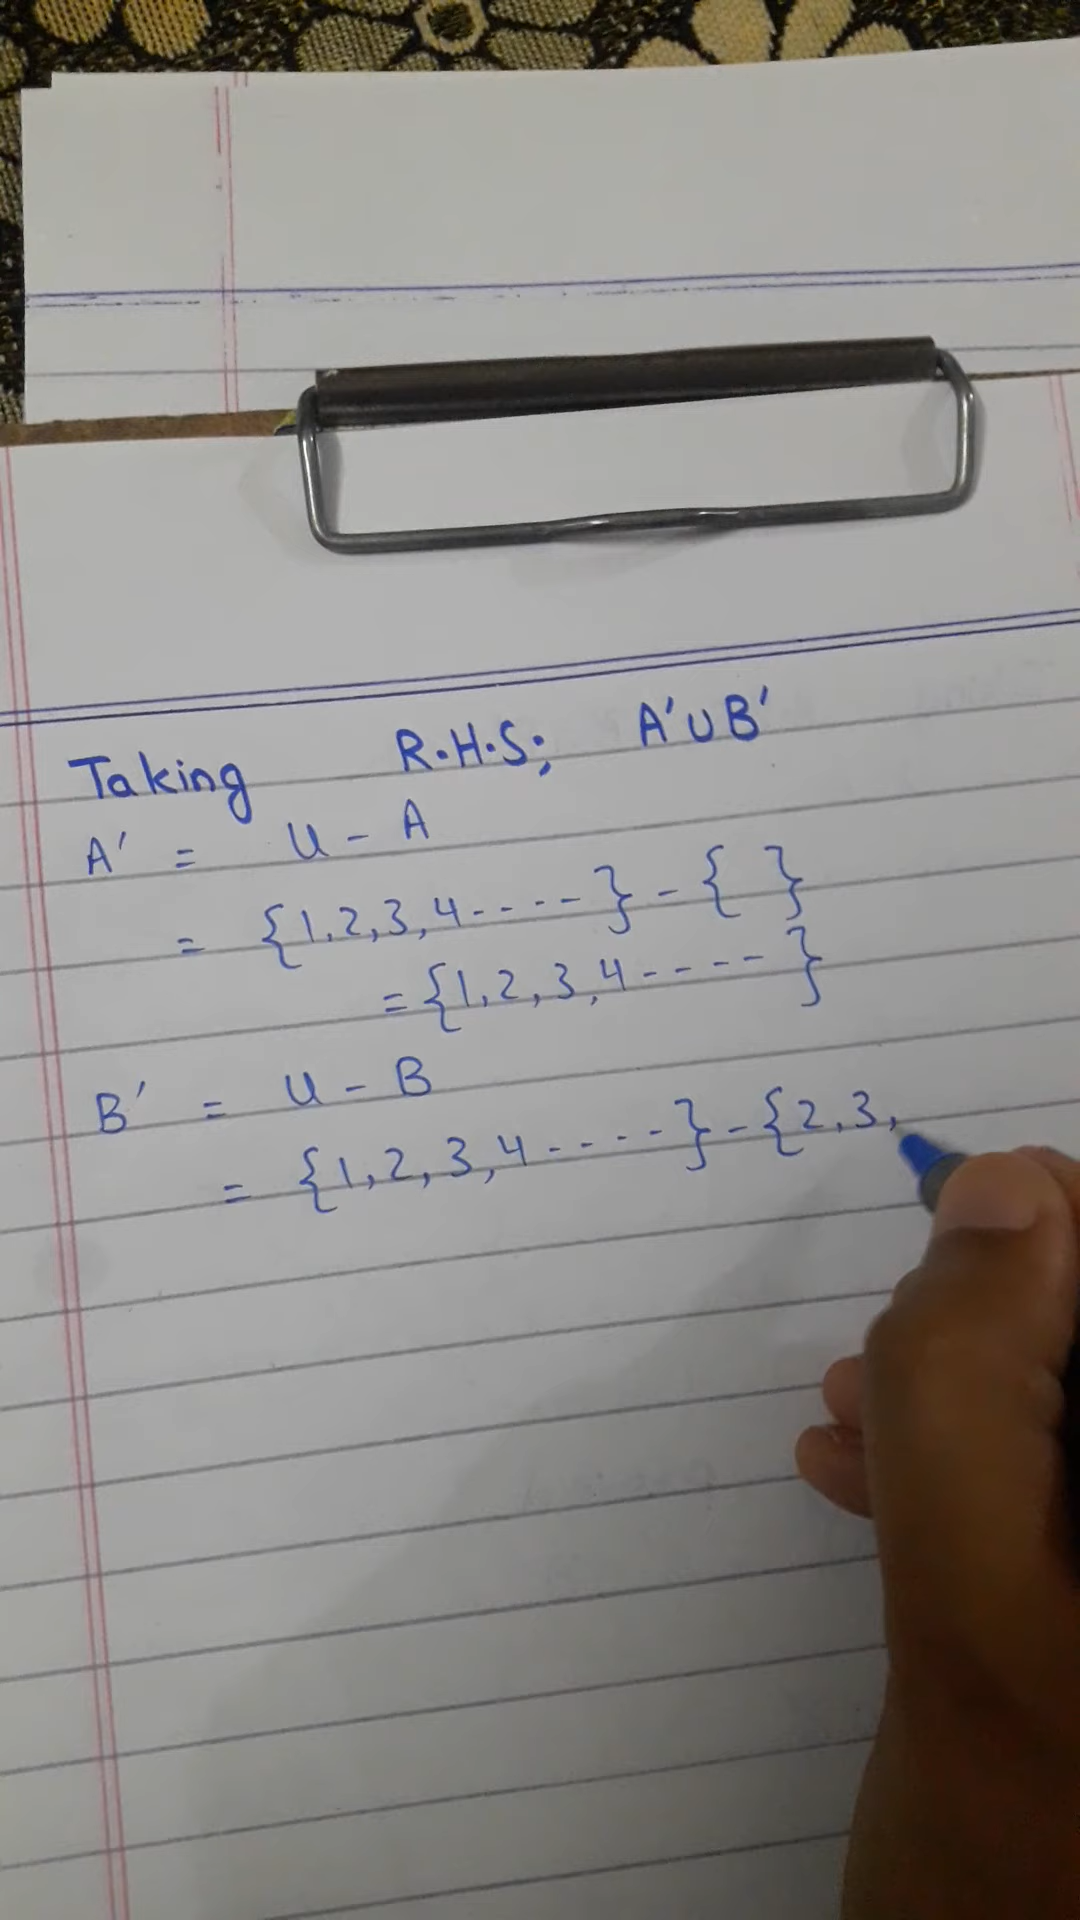 Taking R.H.S; A'∪B'
A' = U - A
= {1,2,3,4----} - { }
= {1,2,3,4----}
B' = U - B
= {1,2,3,4----} - {2,3,